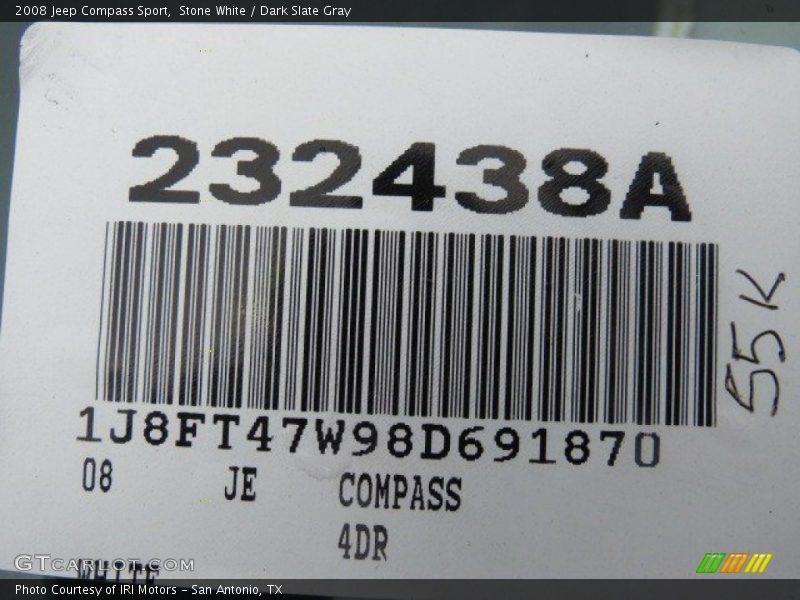 2008 Jeep Compass Sport, Stone White / Dark Slate Gray
232438A
55K
1J8FT47W98D691870
08 JE COMPASS
4DR
WHITE
GTCARLOT.COM
Photo Courtesy of IRI Motors - San Antonio, TX